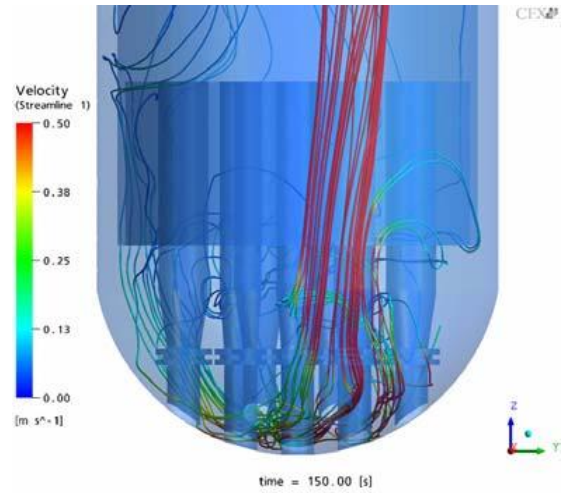 CFX
Velocity
(Streamline 1)
0.50
0.38
0.25
0.13
0.00
[m s^-1]
Z
Y
time = 150.00 [s]